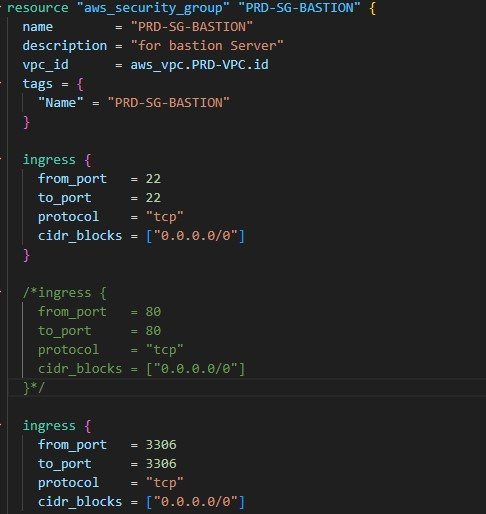 resource "aws_security_group" "PRD-SG-BASTION" {
  name        = "PRD-SG-BASTION"
  description = "for bastion Server"
  vpc_id      = aws_vpc.PRD-VPC.id
  tags = {
    "Name" = "PRD-SG-BASTION"
  }

  ingress {
    from_port   = 22
    to_port     = 22
    protocol    = "tcp"
    cidr_blocks = ["0.0.0.0/0"]
  }

  /*ingress {
    from_port   = 80
    to_port     = 80
    protocol    = "tcp"
    cidr_blocks = ["0.0.0.0/0"]
  }*/

  ingress {
    from_port   = 3306
    to_port     = 3306
    protocol    = "tcp"
    cidr_blocks = ["0.0.0.0/0"]